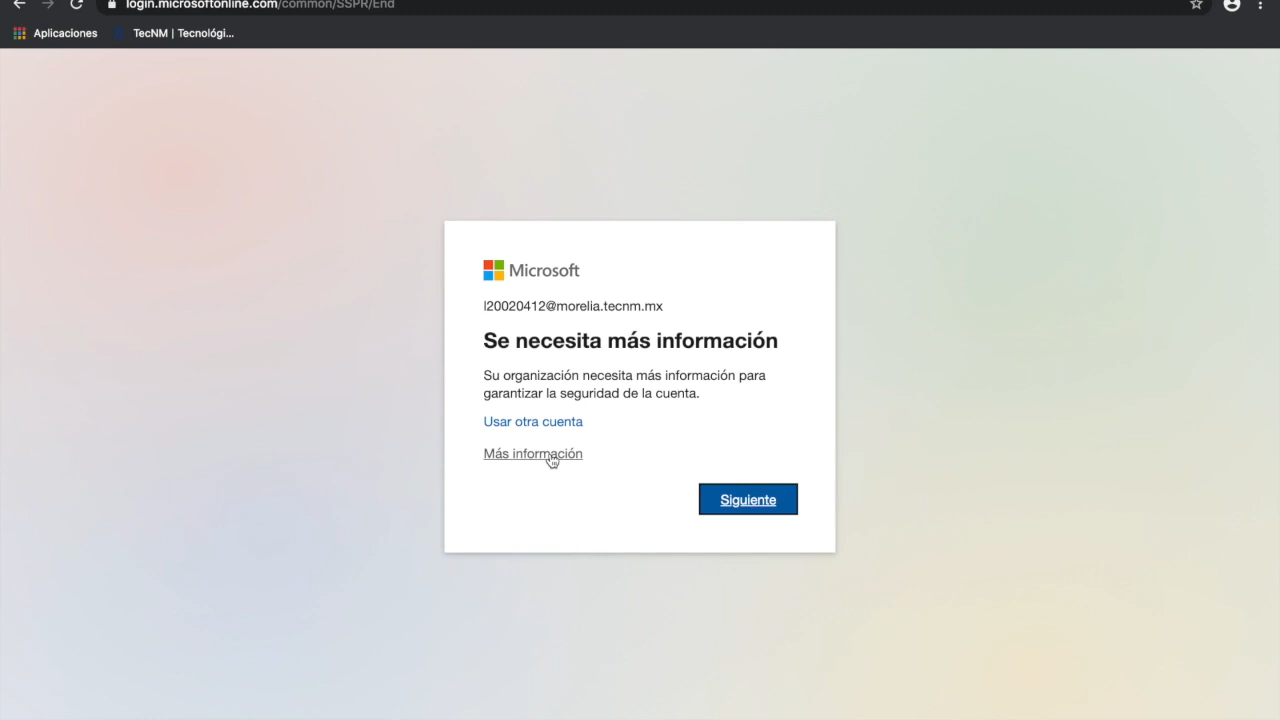 login.microsoftonline.com/common/SSPR/End
Aplicaciones
TecNM | Tecnológi...
Microsoft
l20020412@morelia.tecnm.mx
Se necesita más información
Su organización necesita más información para
garantizar la seguridad de la cuenta.
Usar otra cuenta
Más información
Siguiente